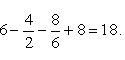 6 − 4/2 − 8/6 + 8 = 18.